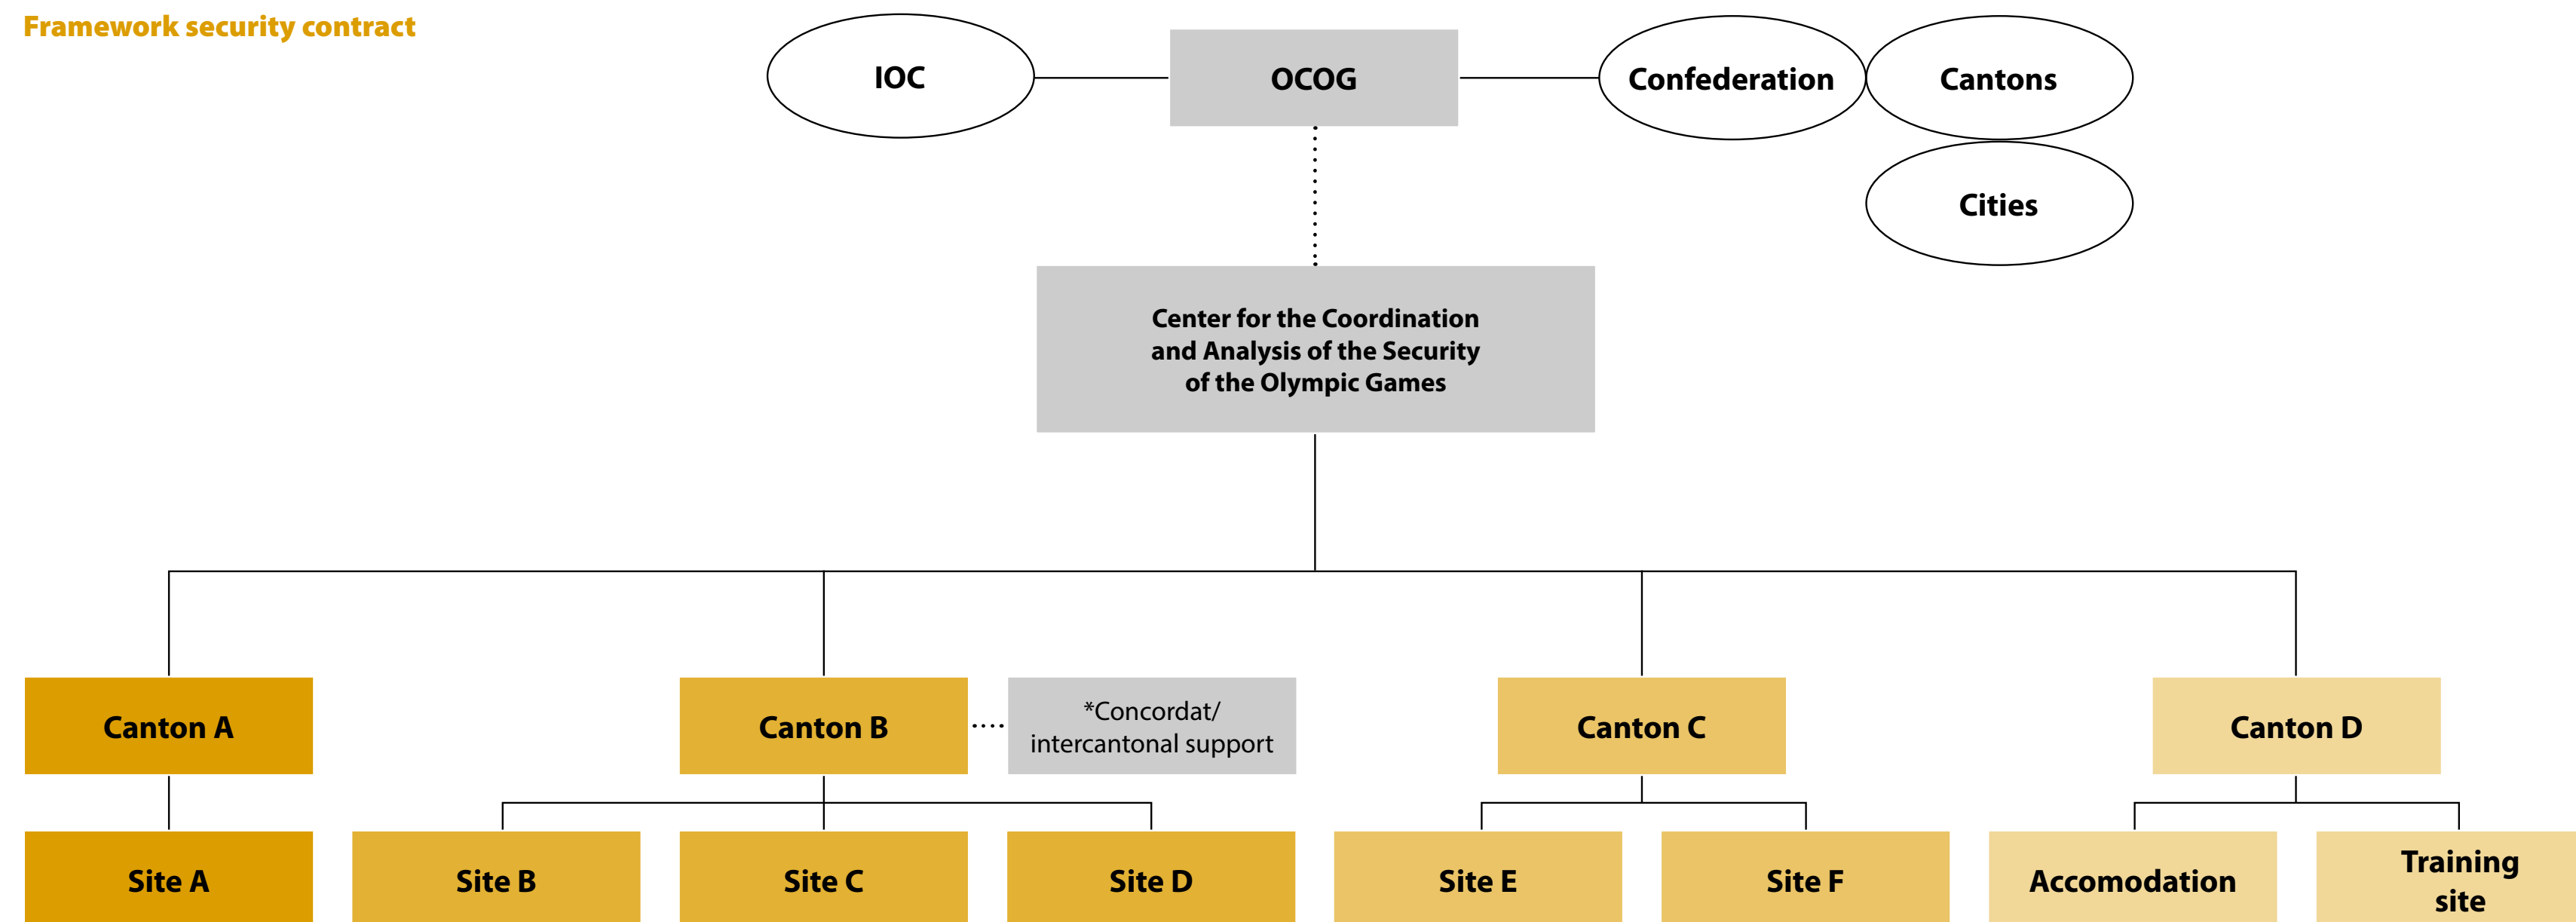 Framework security contract
IOC
OCOG
Confederation
Cantons
Cities
Center for the Coordination
and Analysis of the Security
of the Olympic Games
Canton A
Canton B
*Concordat/
intercantonal support
Canton C
Canton D
Site A
Site B
Site C
Site D
Site E
Site F
Accomodation
Training
site